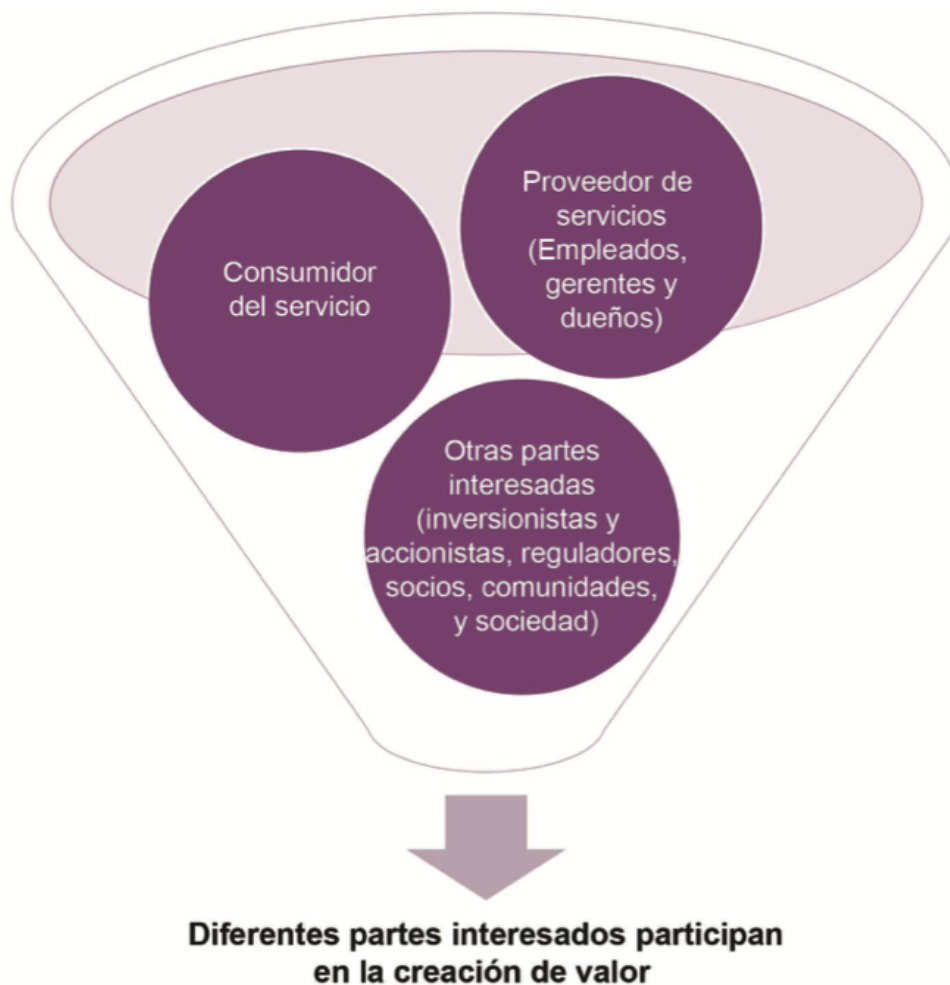 Consumidor
del servicio
Proveedor de
servicios
(Empleados,
gerentes y
dueños)
Otras partes
interesadas
(inversionistas y
accionistas, reguladores,
socios, comunidades,
y sociedad)
Diferentes partes interesados participan
en la creación de valor